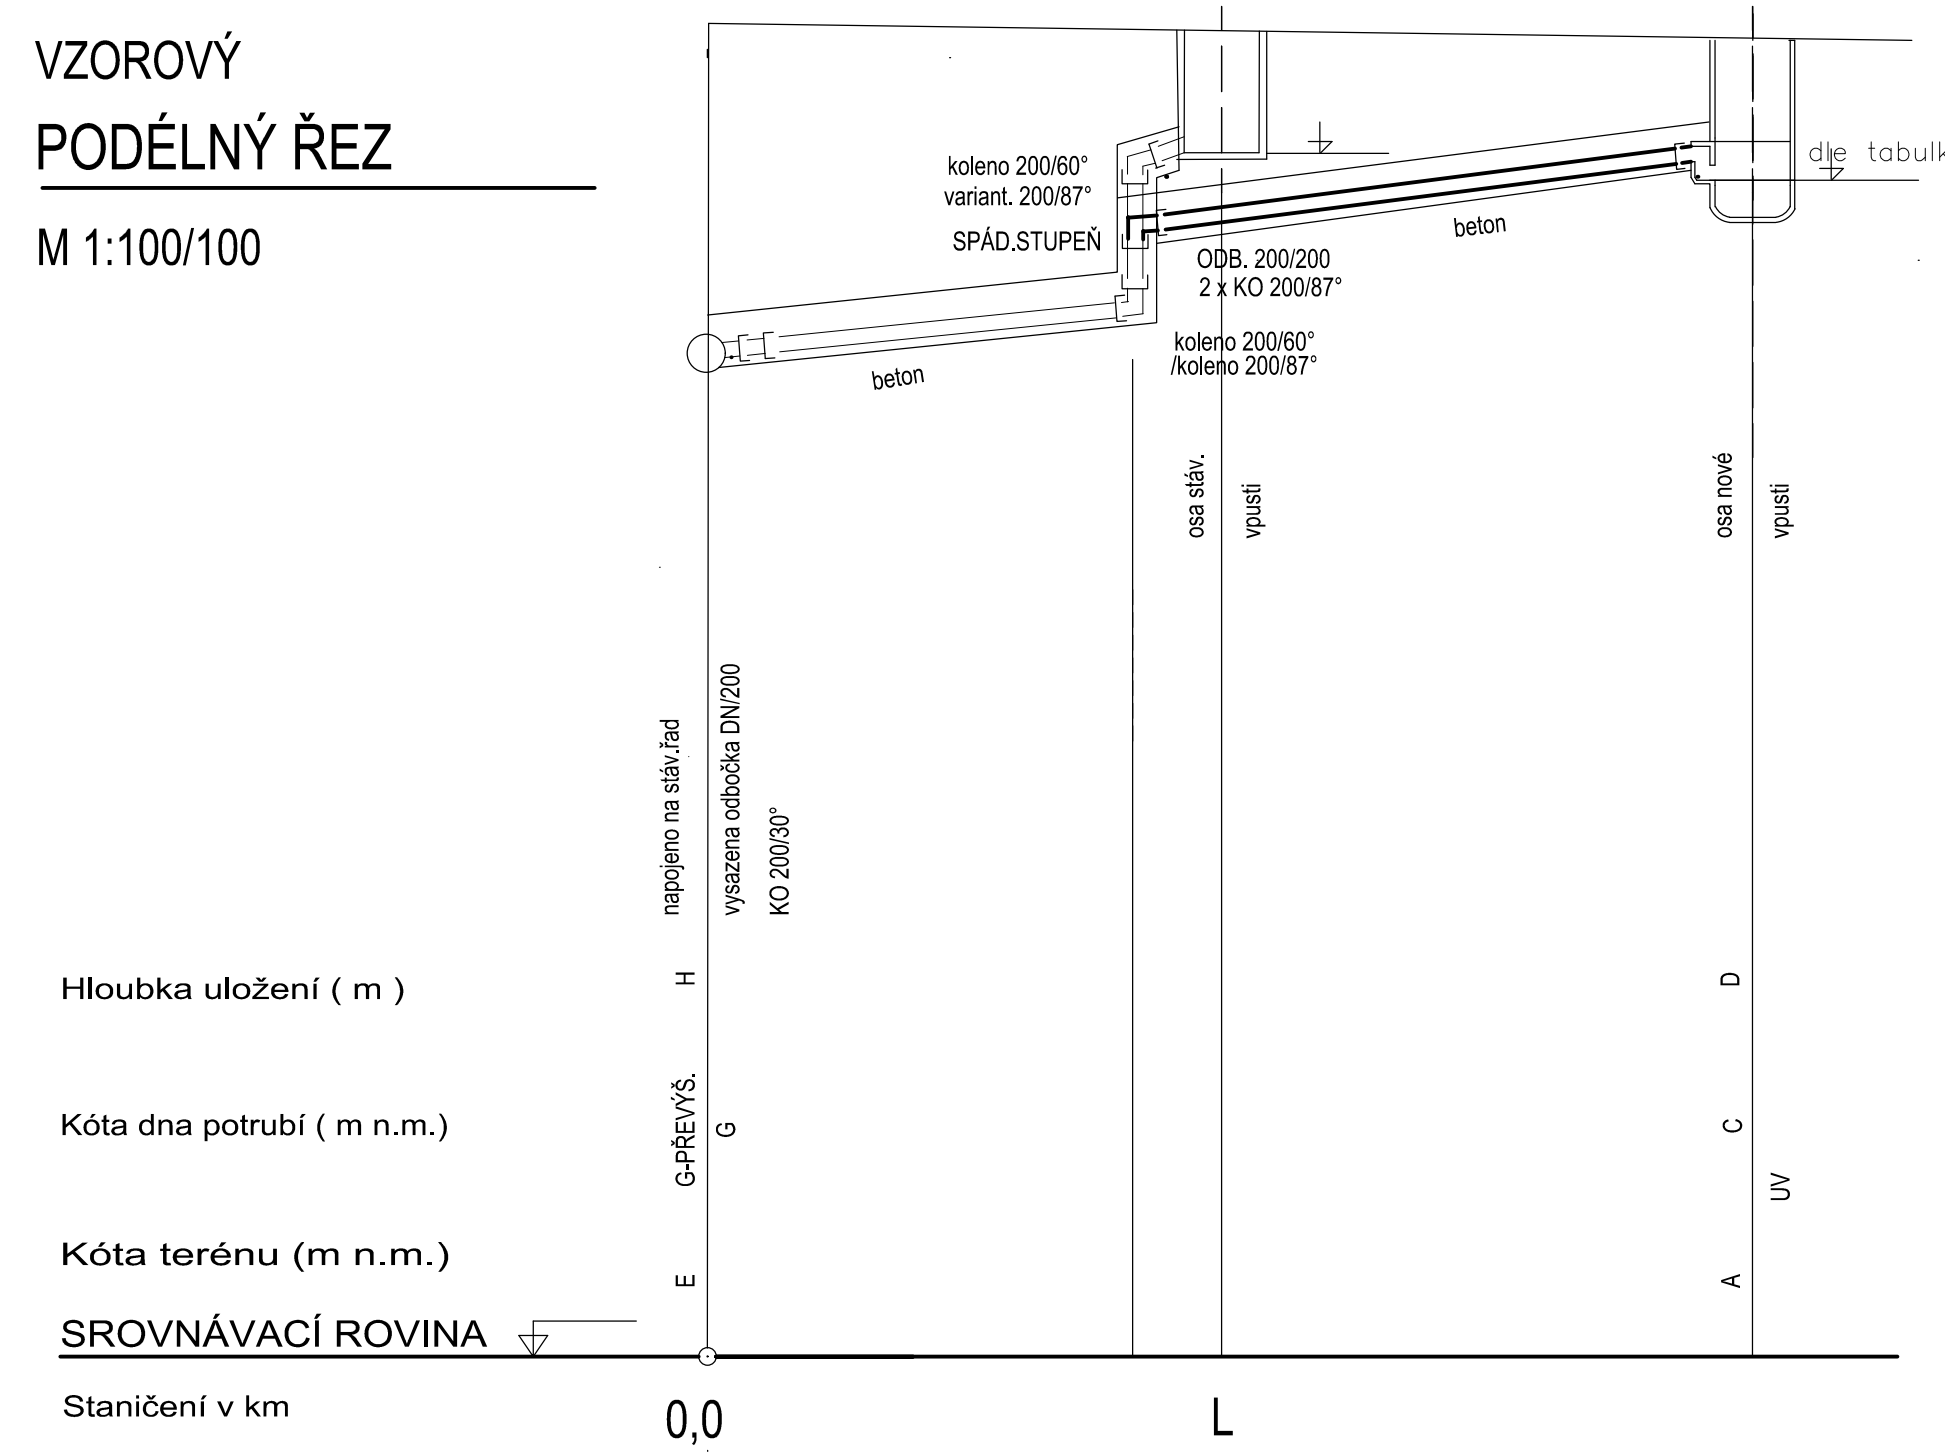 VZOROVÝ
PODÉLNÝ ŘEZ
M 1:100/100
koleno 200/60°
variant. 200/87°
SPÁD.STUPEŇ
dle tabulk
beton
ODB. 200/200
2 x KO 200/87°
koleno 200/60°
/koleno 200/87°
beton
osa stáv.
vpusti
osa nové
vpusti
napojeno na stáv.řad
vysazena odbočka DN/200
KO 200/30°
Hloubka uložení ( m )
H
D
Kóta dna potrubí ( m n.m.)
G-PŘEVÝŠ.
G
C
UV
Kóta terénu (m n.m.)
E
A
SROVNÁVACÍ ROVINA
Staničení v km
0,0
L